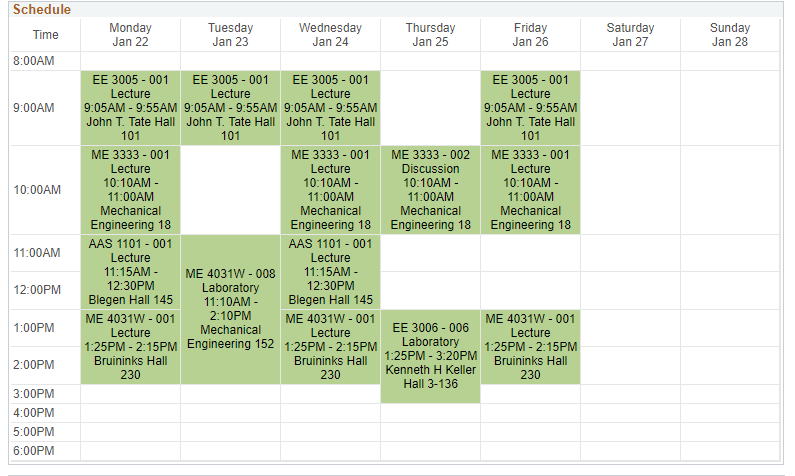 Schedule
Time
Monday
Jan 22
Tuesday
Jan 23
Wednesday
Jan 24
Thursday
Jan 25
Friday
Jan 26
Saturday
Jan 27
Sunday
Jan 28
8:00AM
9:00AM
EE 3005 - 001
Lecture
9:05AM - 9:55AM
John T. Tate Hall
101
EE 3005 - 001
Lecture
9:05AM - 9:55AM
John T. Tate Hall
101
EE 3005 - 001
Lecture
9:05AM - 9:55AM
John T. Tate Hall
101
EE 3005 - 001
Lecture
9:05AM - 9:55AM
John T. Tate Hall
101
10:00AM
ME 3333 - 001
Lecture
10:10AM -
11:00AM
Mechanical
Engineering 18
ME 3333 - 001
Lecture
10:10AM -
11:00AM
Mechanical
Engineering 18
ME 3333 - 002
Discussion
10:10AM -
11:00AM
Mechanical
Engineering 18
ME 3333 - 001
Lecture
10:10AM -
11:00AM
Mechanical
Engineering 18
11:00AM
AAS 1101 - 001
Lecture
11:15AM -
12:30PM
Blegen Hall 145
ME 4031W - 008
Laboratory
11:10AM -
2:10PM
Mechanical
Engineering 152
AAS 1101 - 001
Lecture
11:15AM -
12:30PM
Blegen Hall 145
12:00PM
1:00PM
ME 4031W - 001
Lecture
1:25PM - 2:15PM
Bruininks Hall
230
ME 4031W - 001
Lecture
1:25PM - 2:15PM
Bruininks Hall
230
EE 3006 - 006
Laboratory
1:25PM - 3:20PM
Kenneth H Keller
Hall 3-136
ME 4031W - 001
Lecture
1:25PM - 2:15PM
Bruininks Hall
230
2:00PM
3:00PM
4:00PM
5:00PM
6:00PM